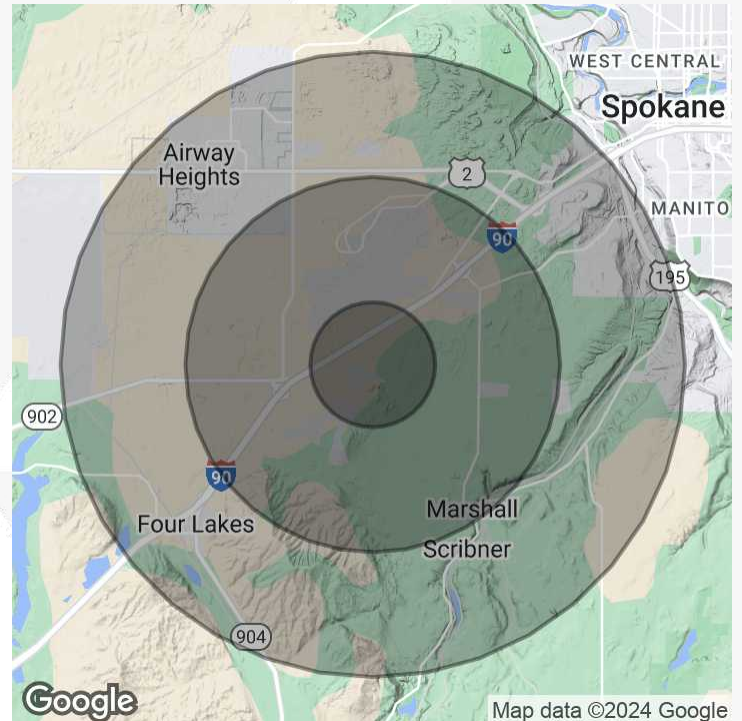 WEST CENTRAL
Spokane
Airway
Heights
2
MANITO
90
195
902
90
Four Lakes
Marshall
Scribner
904
Google
Map data ©2024 Google